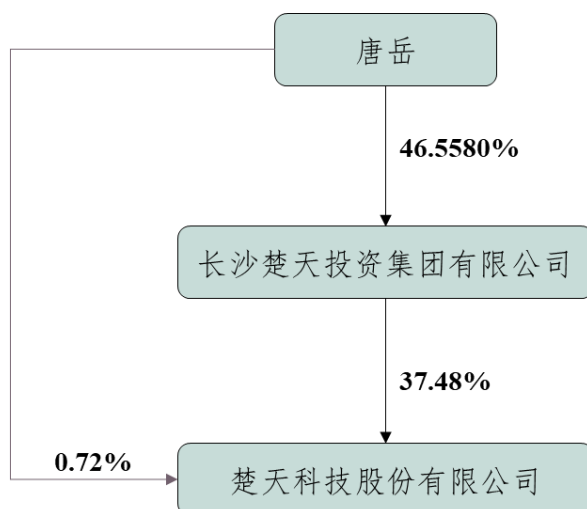 唐岳
46.5580%
长沙楚天投资集团有限公司
37.48%
0.72%
楚天科技股份有限公司